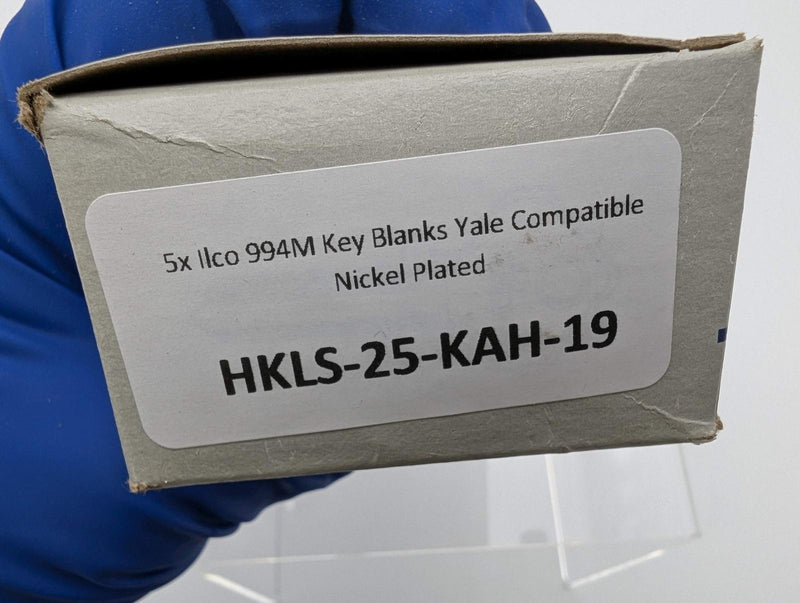 5x Ilco 994M Key Blanks Yale Compatible
Nickel Plated
HKLS-25-KAH-19